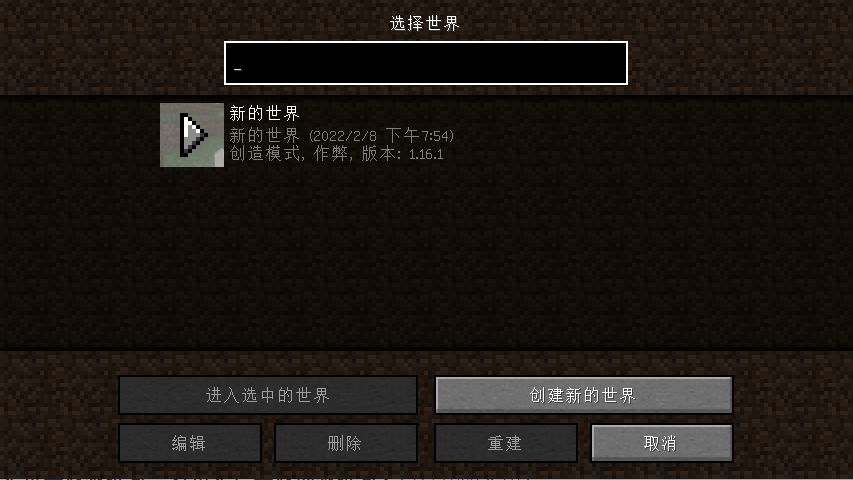 选择世界
_
新的世界
新的世界 (2022/2/8 下午7:54)
创造模式, 作弊, 版本: 1.16.1
进入选中的世界
创建新的世界
编辑
删除
重建
取消